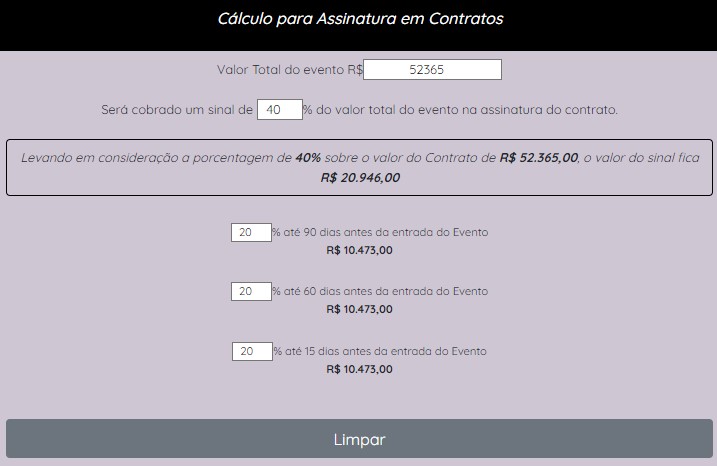 Cálculo para Assinatura em Contratos
Valor Total do evento R$ 52365
Será cobrado um sinal de 40 % do valor total do evento na assinatura do contrato.
Levando em consideração a porcentagem de 40% sobre o valor do Contrato de R$ 52.365,00, o valor do sinal fica
R$ 20.946,00
20 % até 90 dias antes da entrada do Evento
R$ 10.473,00
20 % até 60 dias antes da entrada do Evento
R$ 10.473,00
20 % até 15 dias antes da entrada do Evento
R$ 10.473,00
Limpar